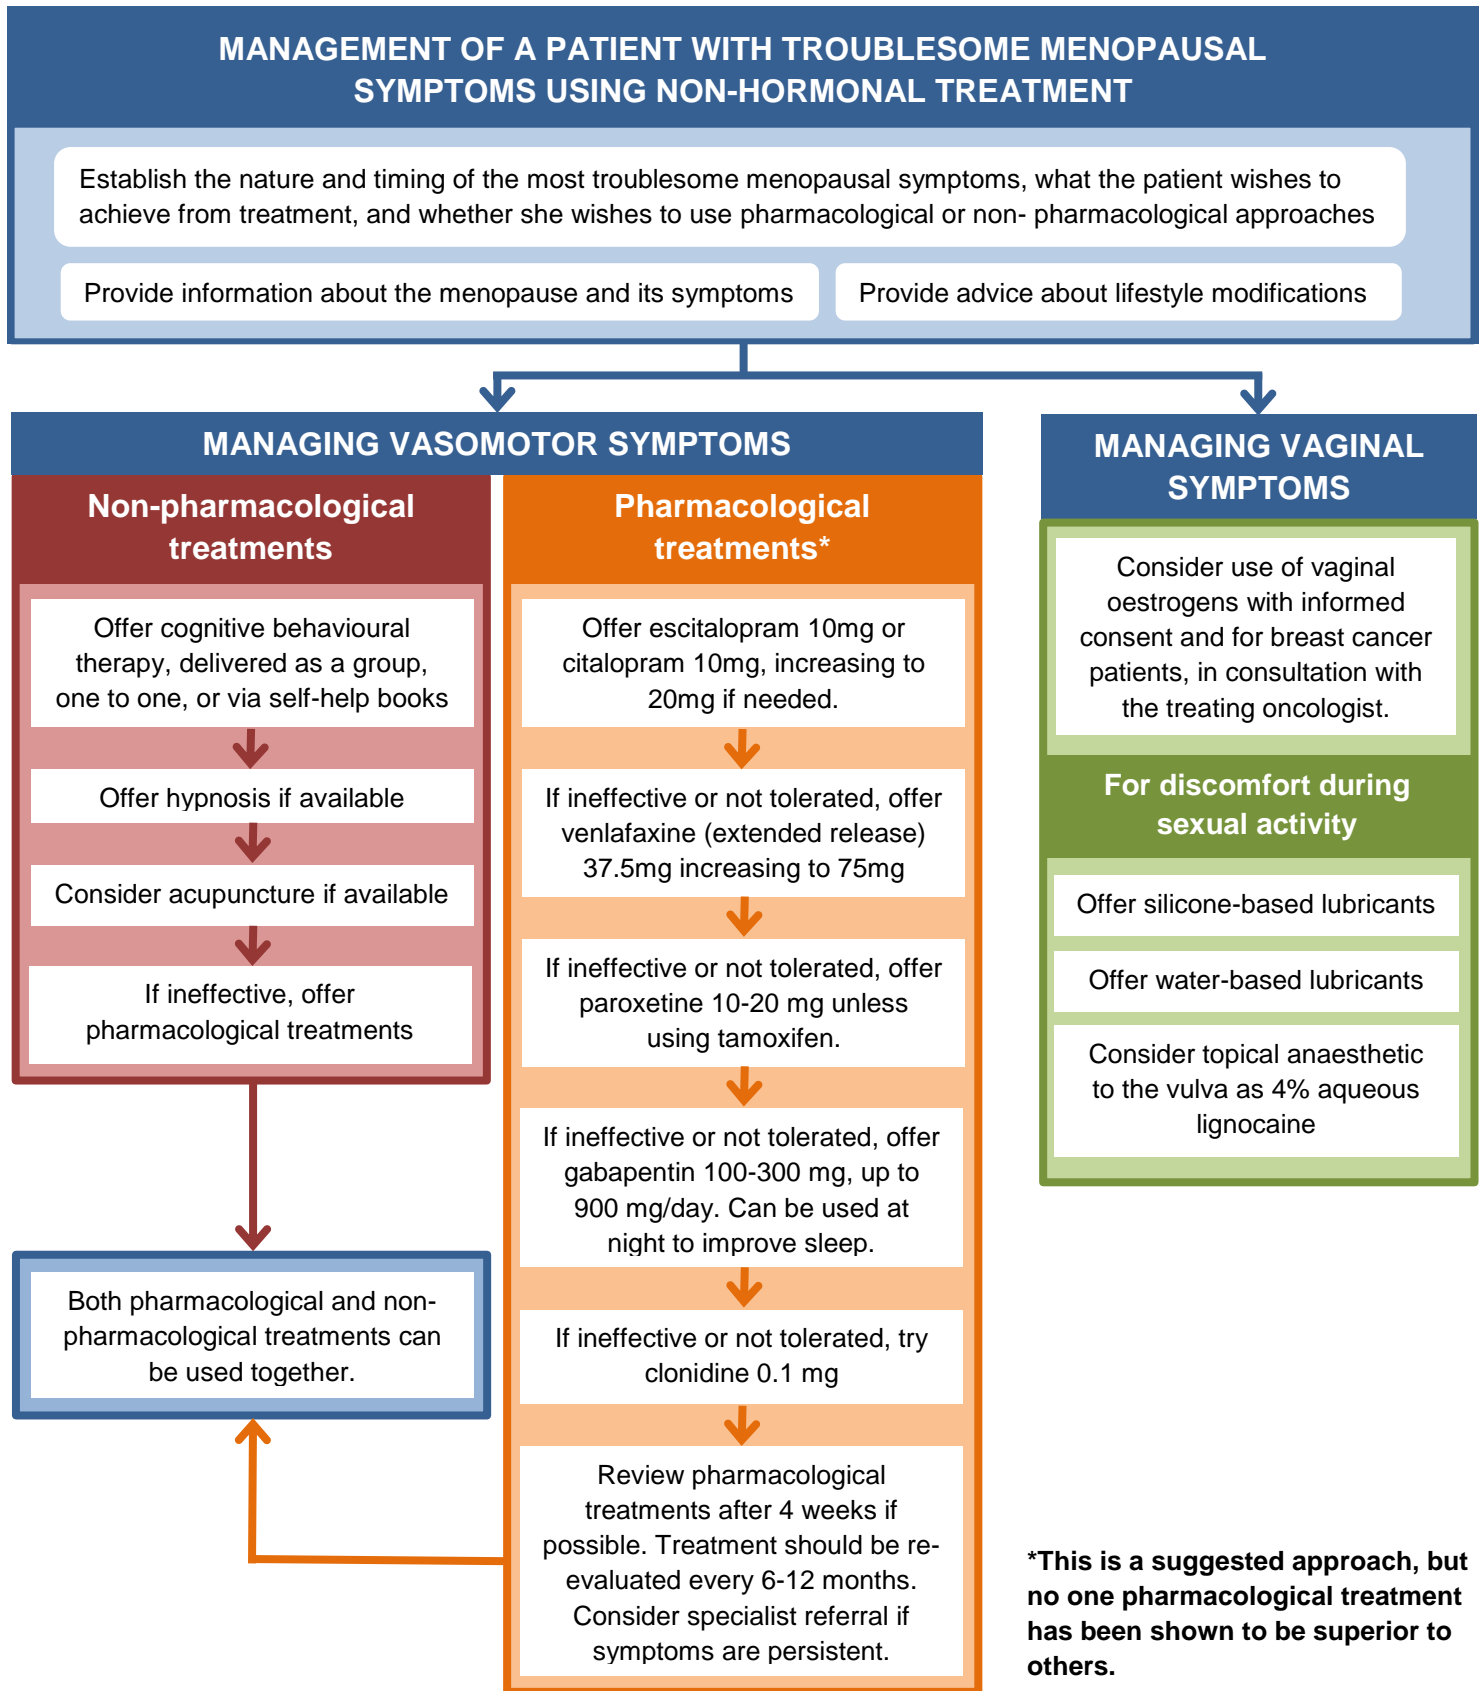 MANAGEMENT OF A PATIENT WITH TROUBLESOME MENOPAUSAL
SYMPTOMS USING NON-HORMONAL TREATMENT
Establish the nature and timing of the most troublesome menopausal symptoms, what the patient wishes to
achieve from treatment, and whether she wishes to use pharmacological or non- pharmacological approaches
Provide information about the menopause and its symptoms
Provide advice about lifestyle modifications
MANAGING VASOMOTOR SYMPTOMS
Non-pharmacological
treatments
Offer cognitive behavioural
therapy, delivered as a group,
one to one, or via self-help books
Offer hypnosis if available
Consider acupuncture if available
If ineffective, offer
pharmacological treatments
Both pharmacological and non-
pharmacological treatments can
be used together.
Pharmacological
treatments*
Offer escitalopram 10mg or
citalopram 10mg, increasing to
20mg if needed.
If ineffective or not tolerated, offer
venlafaxine (extended release)
37.5mg increasing to 75mg
If ineffective or not tolerated, offer
paroxetine 10-20 mg unless
using tamoxifen.
If ineffective or not tolerated, offer
gabapentin 100-300 mg, up to
900 mg/day. Can be used at
night to improve sleep.
If ineffective or not tolerated, try
clonidine 0.1 mg
Review pharmacological
treatments after 4 weeks if
possible. Treatment should be re-
evaluated every 6-12 months.
Consider specialist referral if
symptoms are persistent.
MANAGING VAGINAL
SYMPTOMS
Consider use of vaginal
oestrogens with informed
consent and for breast cancer
patients, in consultation with
the treating oncologist.
For discomfort during
sexual activity
Offer silicone-based lubricants
Offer water-based lubricants
Consider topical anaesthetic
to the vulva as 4% aqueous
lignocaine
*This is a suggested approach, but
no one pharmacological treatment
has been shown to be superior to
others.